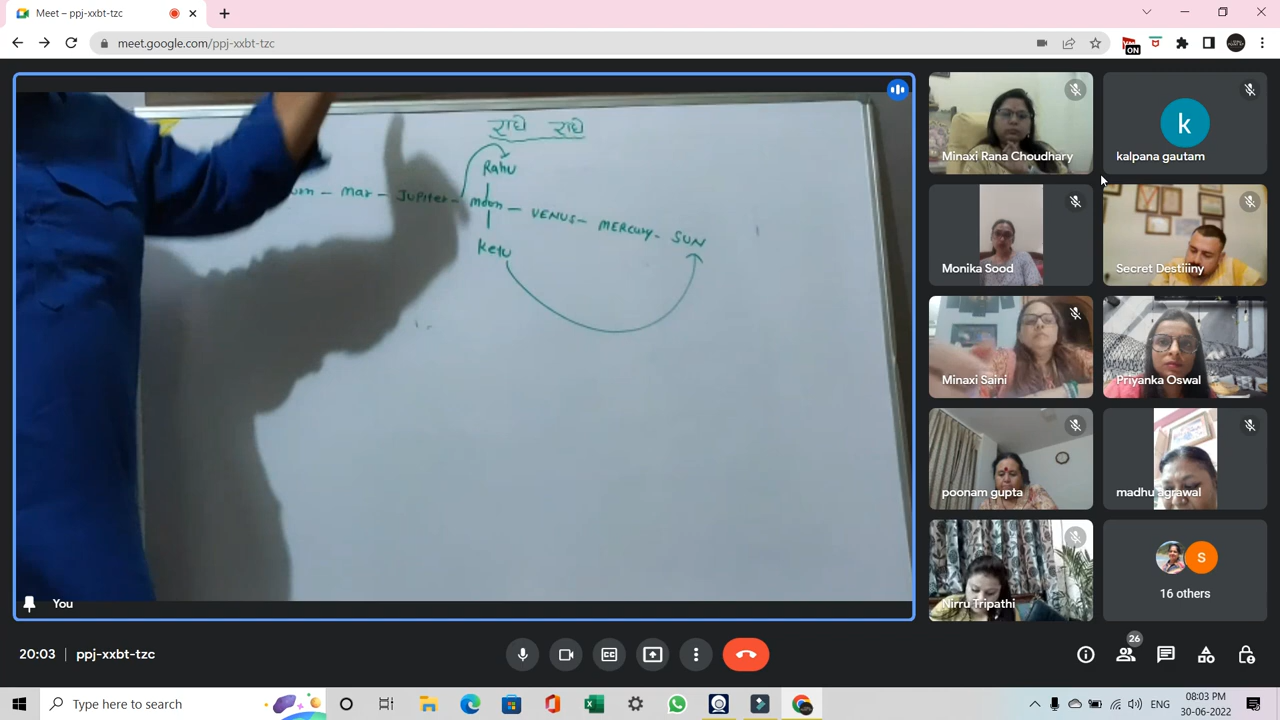 Meet – ppj-xxbt-tzc
meet.google.com/ppj-xxbt-tzc
ON
राधे राधे
Rahu
Mar – Jupiter – moon – VENUS – MERCURY – SUN
Ketu
You
Minaxi Rana Choudhary
k
kalpana gautam
Monika Sood
Secret Destiiiny
Minaxi Saini
Priyanka Oswal
poonam gupta
madhu agrawal
Nirru Tripathi
S
16 others
20:03 | ppj-xxbt-tzc
26
Type here to search
ENG
08:03 PM
30-06-2022